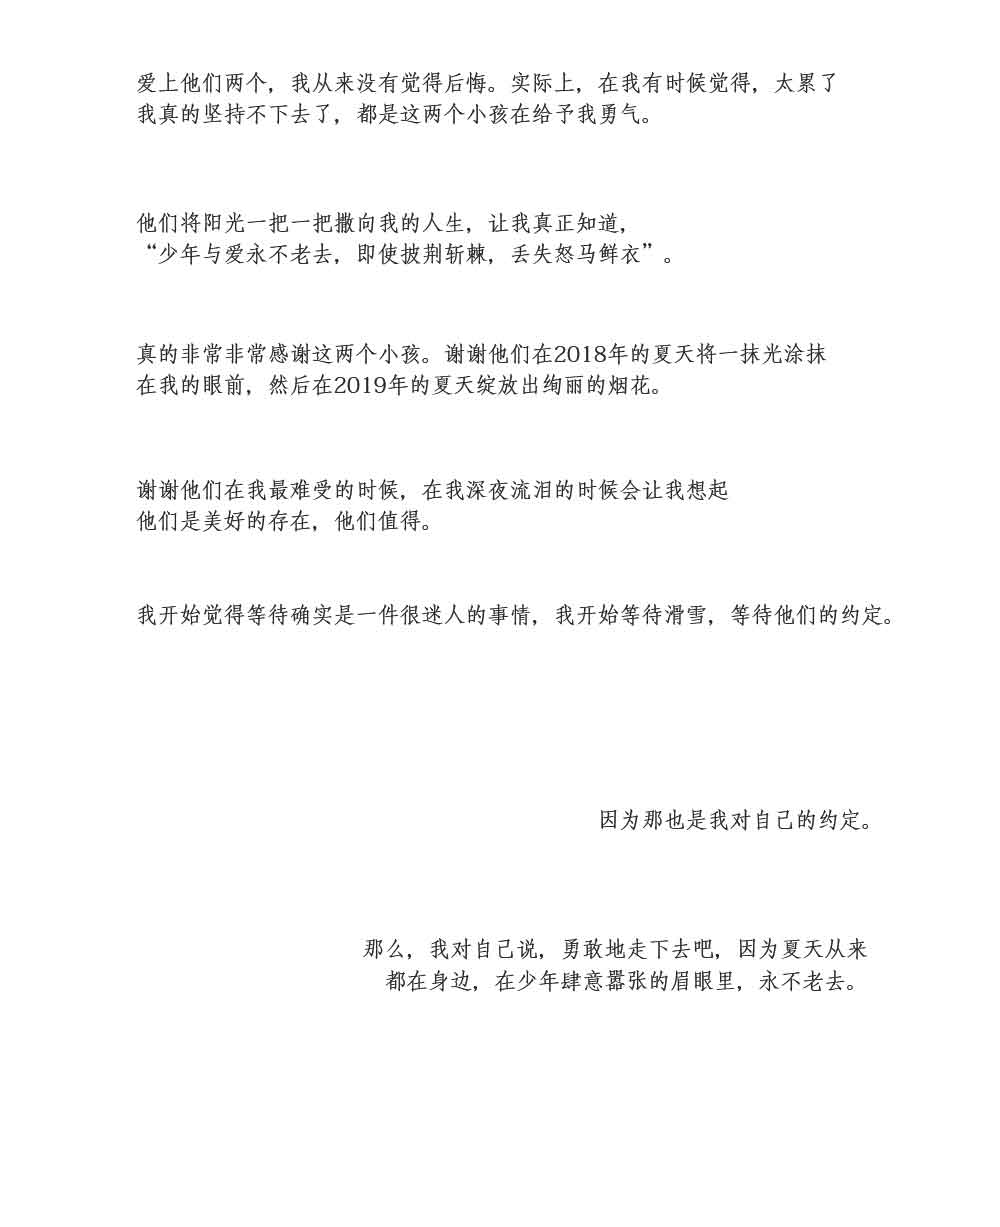 爱上他们两个，我从来没有觉得后悔。实际上，在我有时候觉得，太累了
我真的坚持不下去了，都是这两个小孩在给予我勇气。
他们将阳光一把一把撒向我的人生，让我真正知道，
“少年与爱永不老去，即使披荆斩棘，丢失怒马鲜衣”。
真的非常非常感谢这两个小孩。谢谢他们在2018年的夏天将一抹光涂抹
在我的眼前，然后在2019年的夏天绽放出绚丽的烟花。
谢谢他们在我最难受的时候，在我深夜流泪的时候会让我想起
他们是美好的存在，他们值得。
我开始觉得等待确实是一件很迷人的事情，我开始等待滑雪，等待他们的约定。
因为那也是我对自己的约定。
那么，我对自己说，勇敢地走下去吧，因为夏天从来
都在身边，在少年肆意嚣张的眉眼里，永不老去。